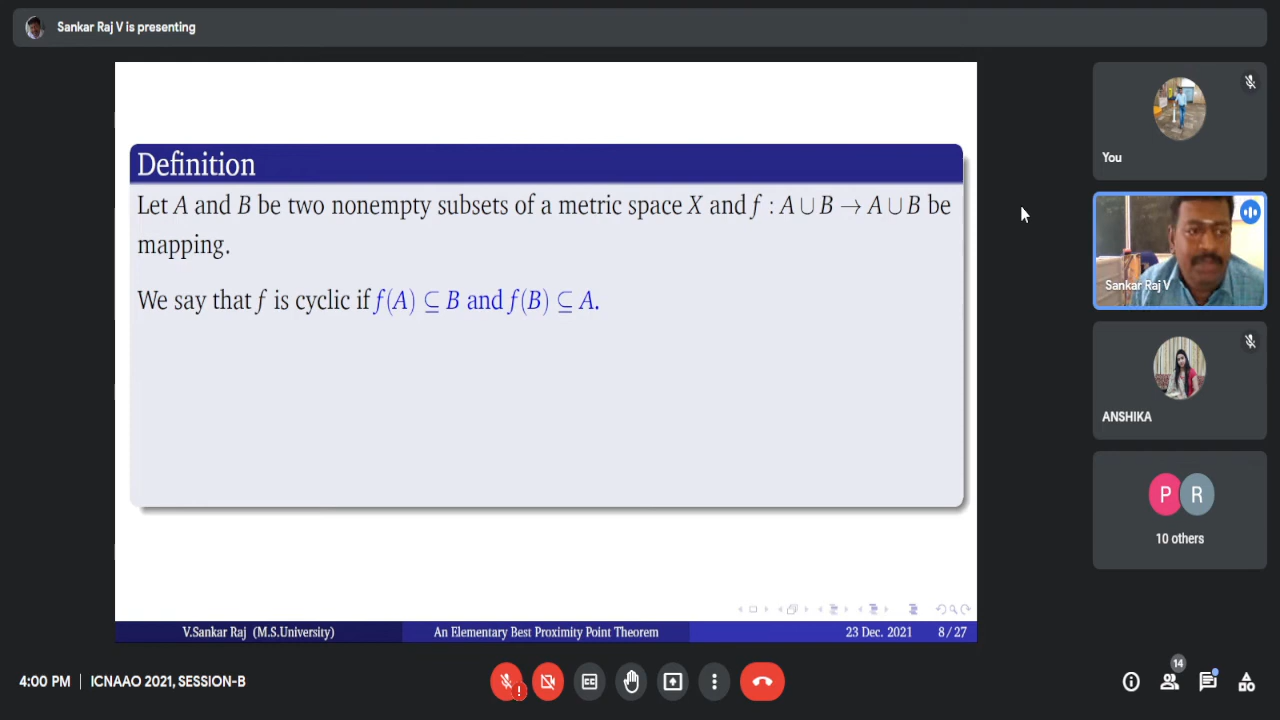 Sankar Raj V is presenting
Definition
Let A and B be two nonempty subsets of a metric space X and f : A ∪ B → A ∪ B be
mapping.
We say that f is cyclic if f(A) ⊆ B and f(B) ⊆ A.
V.Sankar Raj (M.S.University)
An Elementary Best Proximity Point Theorem
23 Dec. 2021
8 / 27
You
Sankar Raj V
ANSHIKA
P R
10 others
4:00 PM | ICNAAO 2021, SESSION-B
14